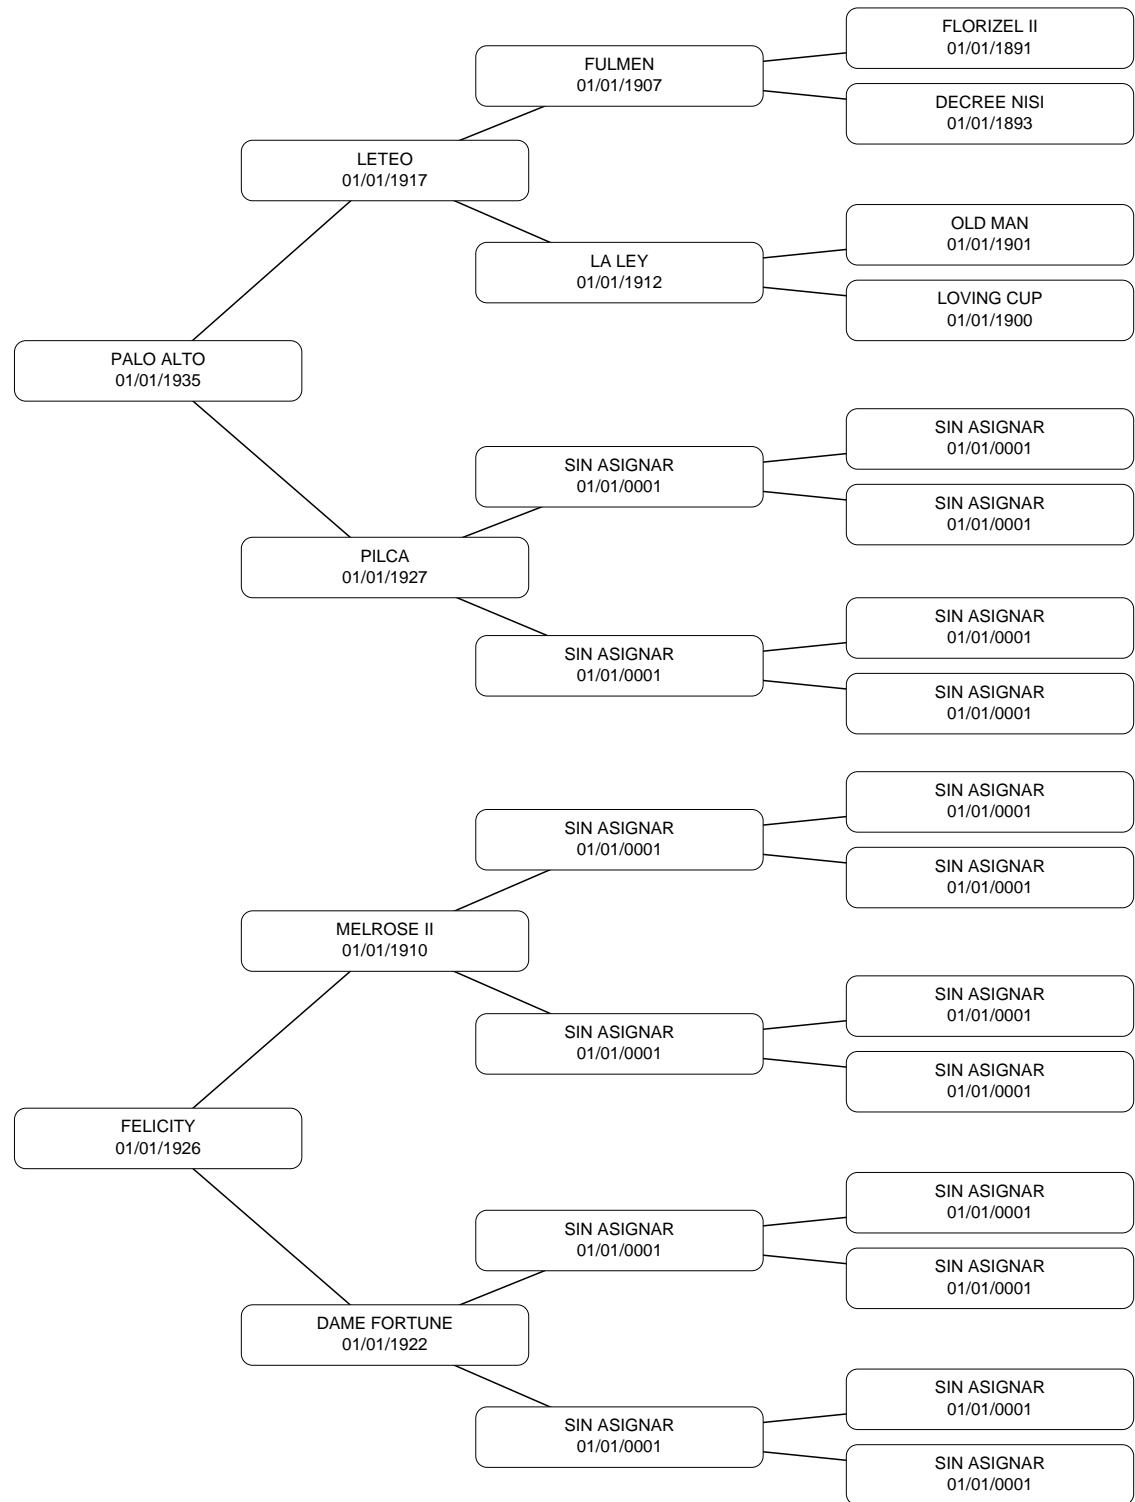 FLORIZEL II
01/01/1891
FULMEN
01/01/1907
DECREE NISI
01/01/1893
LETEO
01/01/1917
OLD MAN
01/01/1901
LA LEY
01/01/1912
LOVING CUP
01/01/1900
PALO ALTO
01/01/1935
SIN ASIGNAR
01/01/0001
SIN ASIGNAR
01/01/0001
SIN ASIGNAR
01/01/0001
PILCA
01/01/1927
SIN ASIGNAR
01/01/0001
SIN ASIGNAR
01/01/0001
SIN ASIGNAR
01/01/0001
SIN ASIGNAR
01/01/0001
SIN ASIGNAR
01/01/0001
SIN ASIGNAR
01/01/0001
MELROSE II
01/01/1910
SIN ASIGNAR
01/01/0001
SIN ASIGNAR
01/01/0001
SIN ASIGNAR
01/01/0001
FELICITY
01/01/1926
SIN ASIGNAR
01/01/0001
SIN ASIGNAR
01/01/0001
SIN ASIGNAR
01/01/0001
DAME FORTUNE
01/01/1922
SIN ASIGNAR
01/01/0001
SIN ASIGNAR
01/01/0001
SIN ASIGNAR
01/01/0001